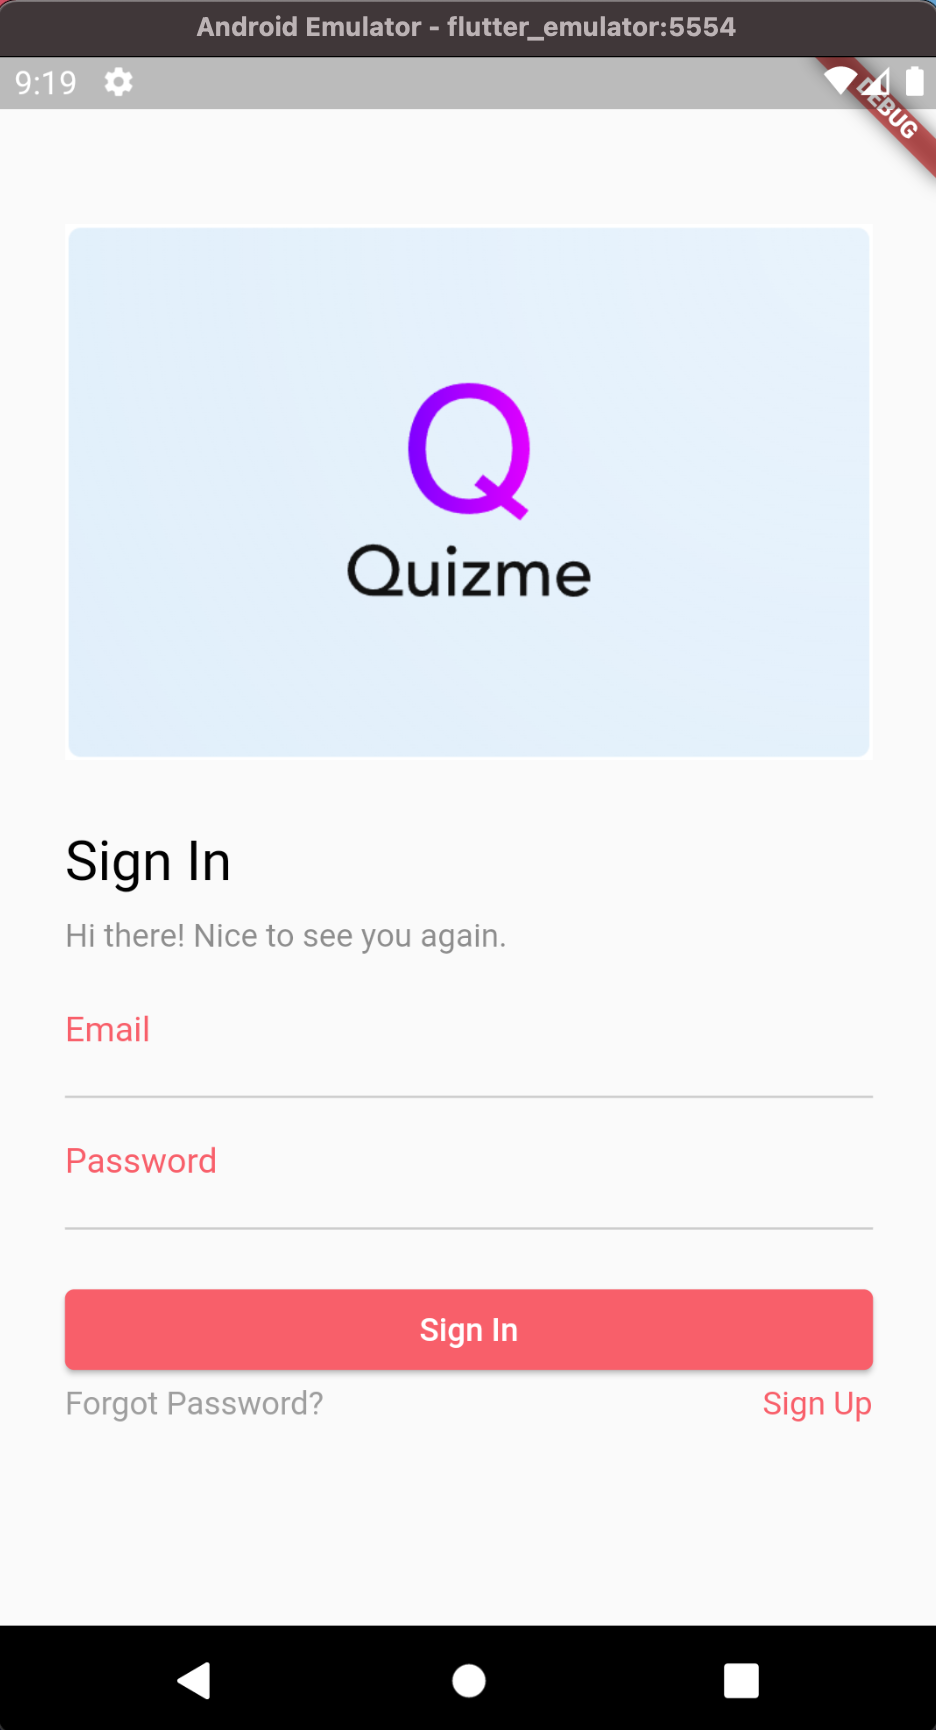 Android Emulator - flutter_emulator:5554
9:19
DEBUG
Q
Quizme
Sign In
Hi there! Nice to see you again.
Email
Password
Sign In
Forgot Password? Sign Up